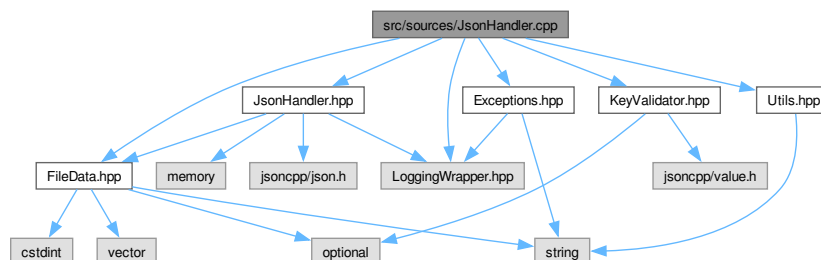 src/sources/JsonHandler.cpp
JsonHandler.hpp
Exceptions.hpp
KeyValidator.hpp
Utils.hpp
FileData.hpp
memory
jsoncpp/json.h
LoggingWrapper.hpp
jsoncpp/value.h
cstdint
vector
optional
string